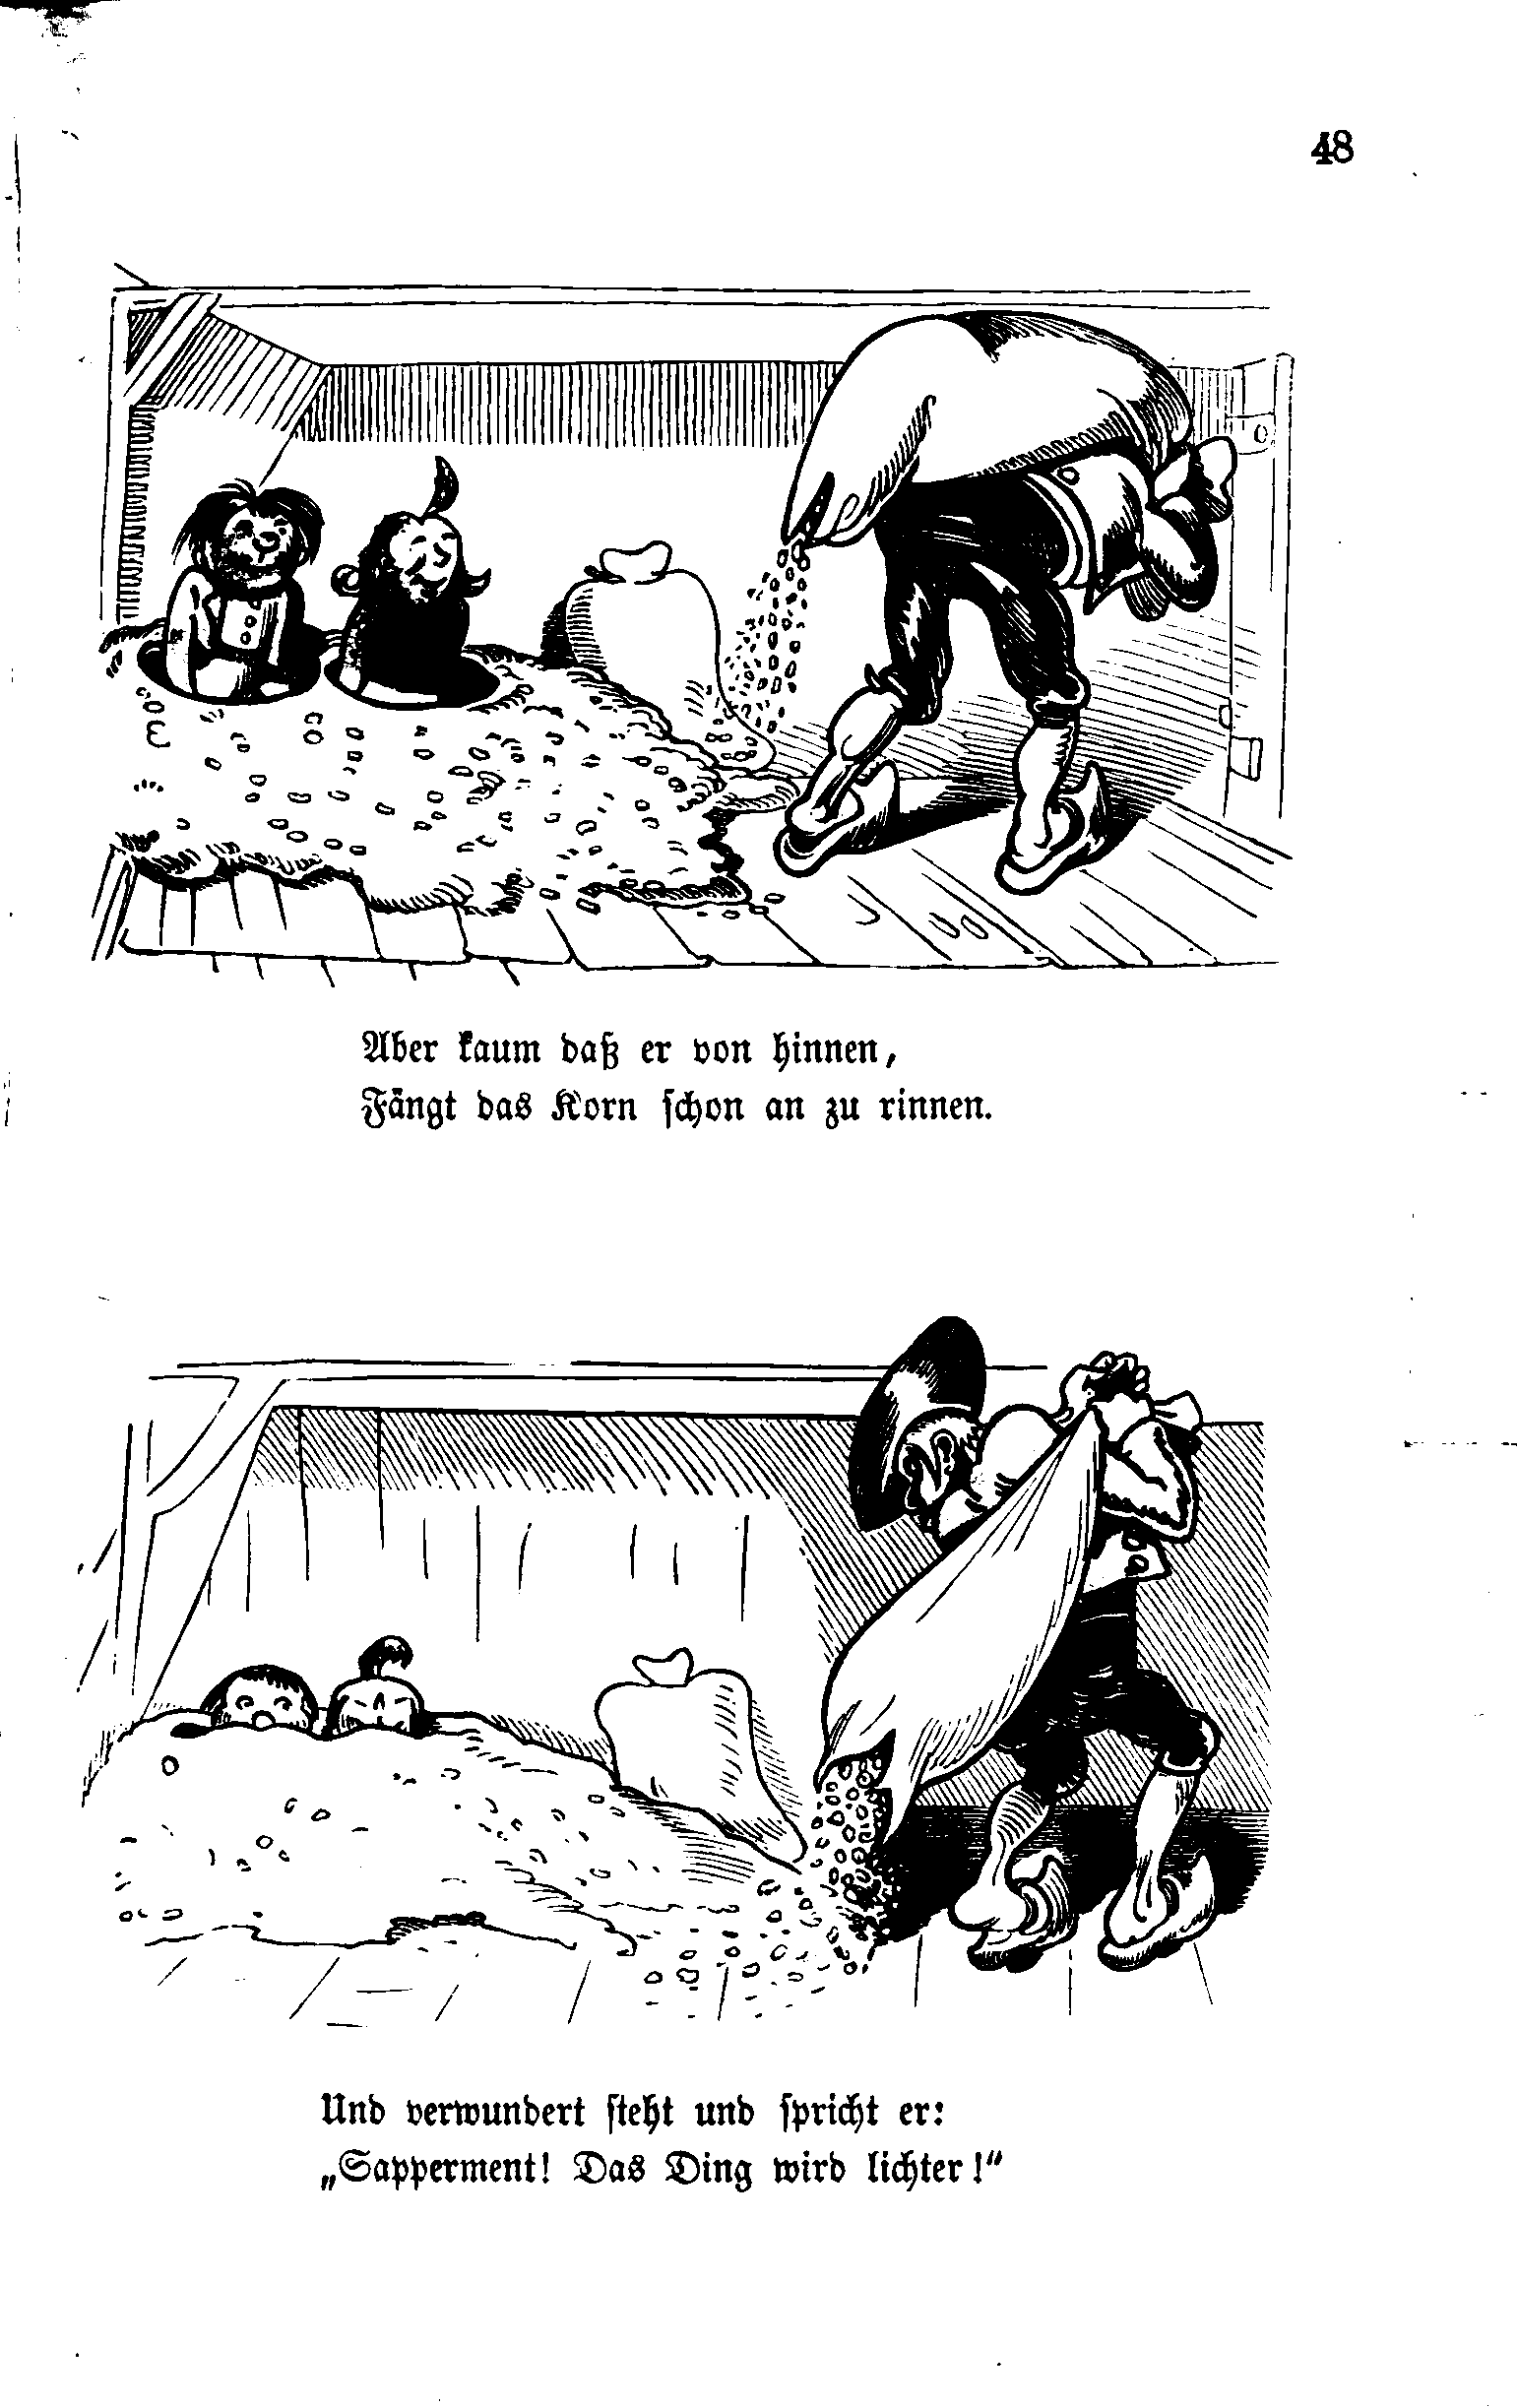 48
Aber kaum daß er von hinnen,
Fängt das Korn schon an zu rinnen.
Und verwundert steht und spricht er:
„Sapperment! Das Ding wird lichter!“